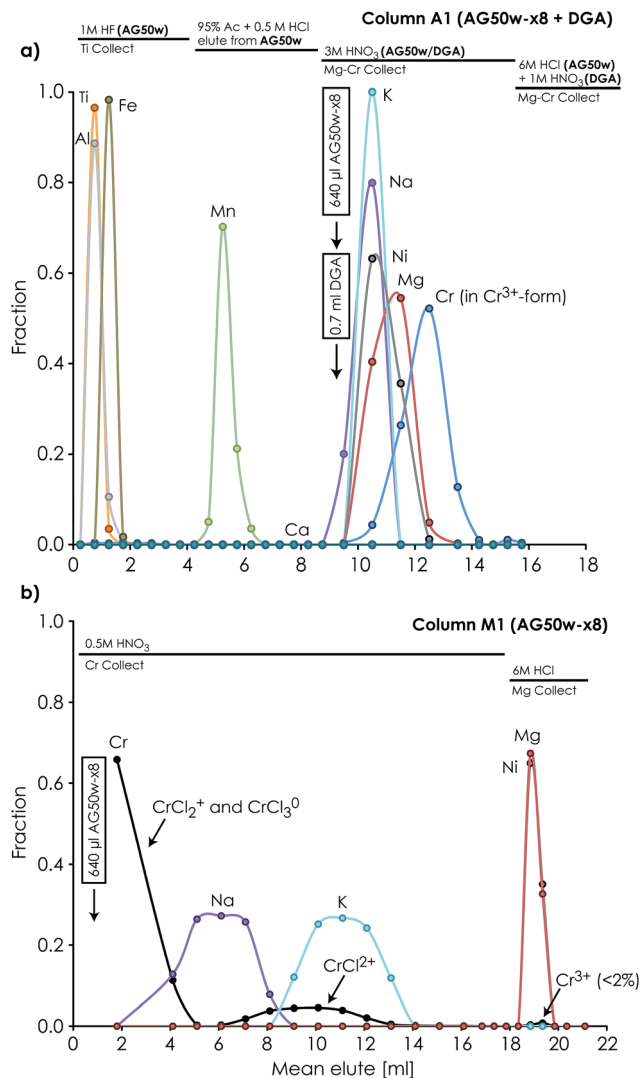 Column A1 (AG50w-x8 + DGA)
a)
1M HF (AG50w)
Ti Collect
95% Ac + 0.5 M HCl
elute from AG50w
3M HNO₃ (AG50w/DGA)
Mg-Cr Collect
6M HCl (AG50w)
+ 1M HNO₃ (DGA)
Mg-Cr Collect
Ti
Fe
Al
Mn
Ca
640 µl AG50w-x8
0.7 ml DGA
K
Na
Ni
Mg
Cr (in Cr³⁺-form)
Fraction
1.0
0.8
0.6
0.4
0.2
0.0
0 2 4 6 8 10 12 14 16 18
b)
Column M1 (AG50w-x8)
0.5M HNO₃
Cr Collect
6M HCl
Mg Collect
Cr
640 µl AG50w-x8
CrCl₂⁺ and CrCl₃⁰
Na
K
CrCl²⁺
Mg
Ni
Cr³⁺ (<2%)
Fraction
1.0
0.8
0.6
0.4
0.2
0.0
0 2 4 6 8 10 12 14 16 18 20 22
Mean elute [ml]